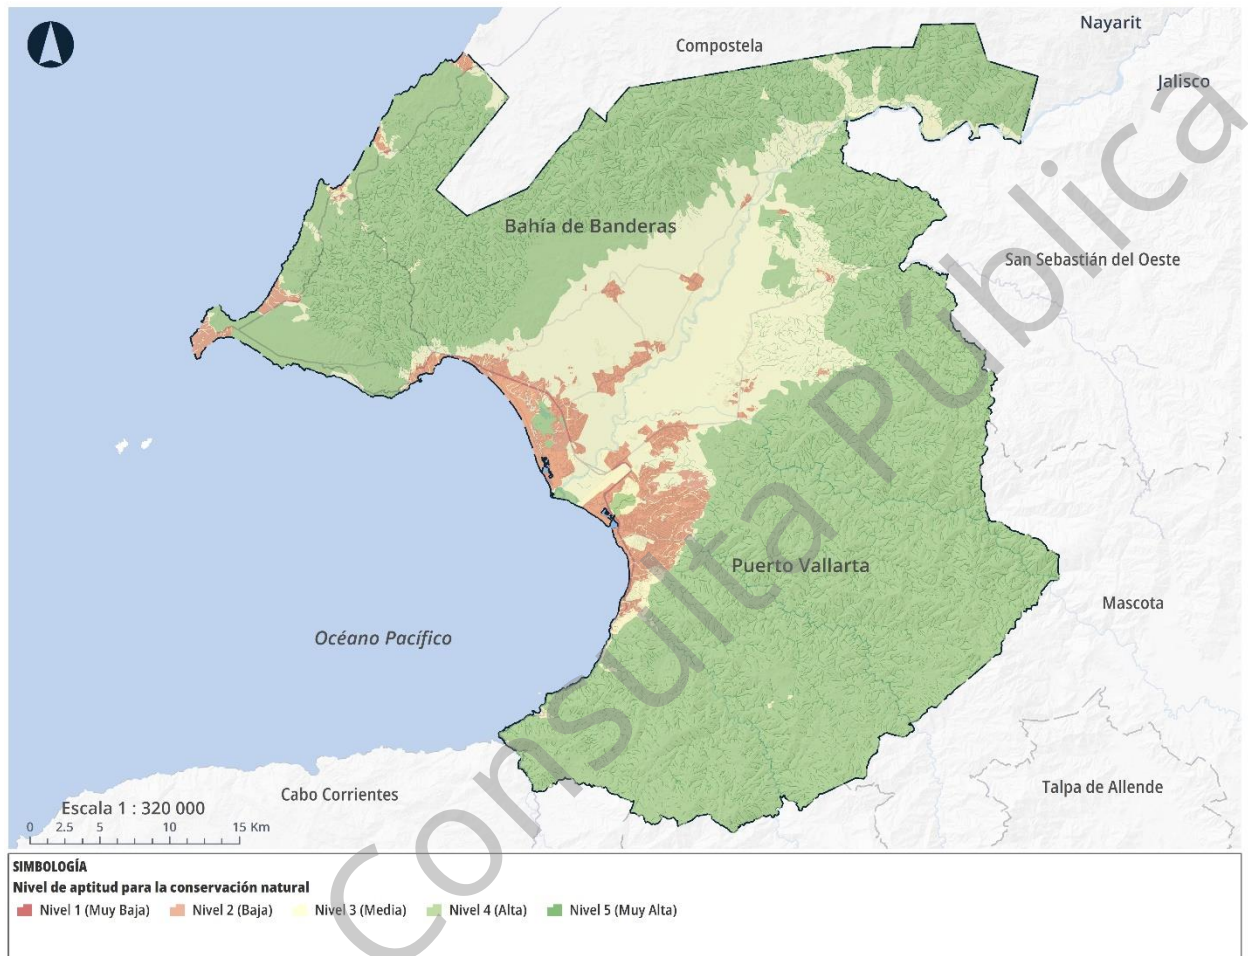 Nayarit
Compostela
Jalisco
Bahía de Banderas
San Sebastián del Oeste
Puerto Vallarta
Mascota
Océano Pacífico
Talpa de Allende
Cabo Corrientes
Escala 1 : 320 000
0 2.5 5 10 15 Km
Consulta Pública
SIMBOLOGÍA
Nivel de aptitud para la conservación natural
Nivel 1 (Muy Baja) Nivel 2 (Baja) Nivel 3 (Media) Nivel 4 (Alta) Nivel 5 (Muy Alta)